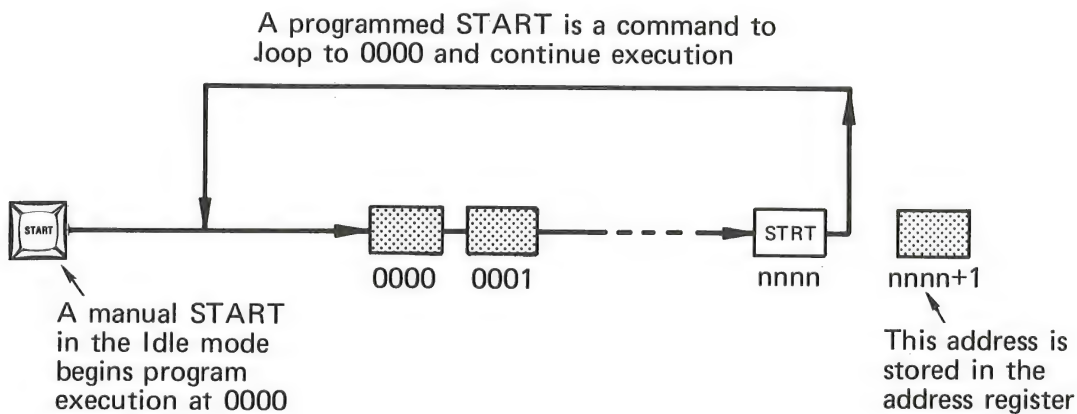 A programmed START is a command to
loop to 0000 and continue execution
START
STRT
0000
0001
nnnn
nnnn+1
A manual START
in the Idle mode
begins program
execution at 0000
This address is
stored in the
address register